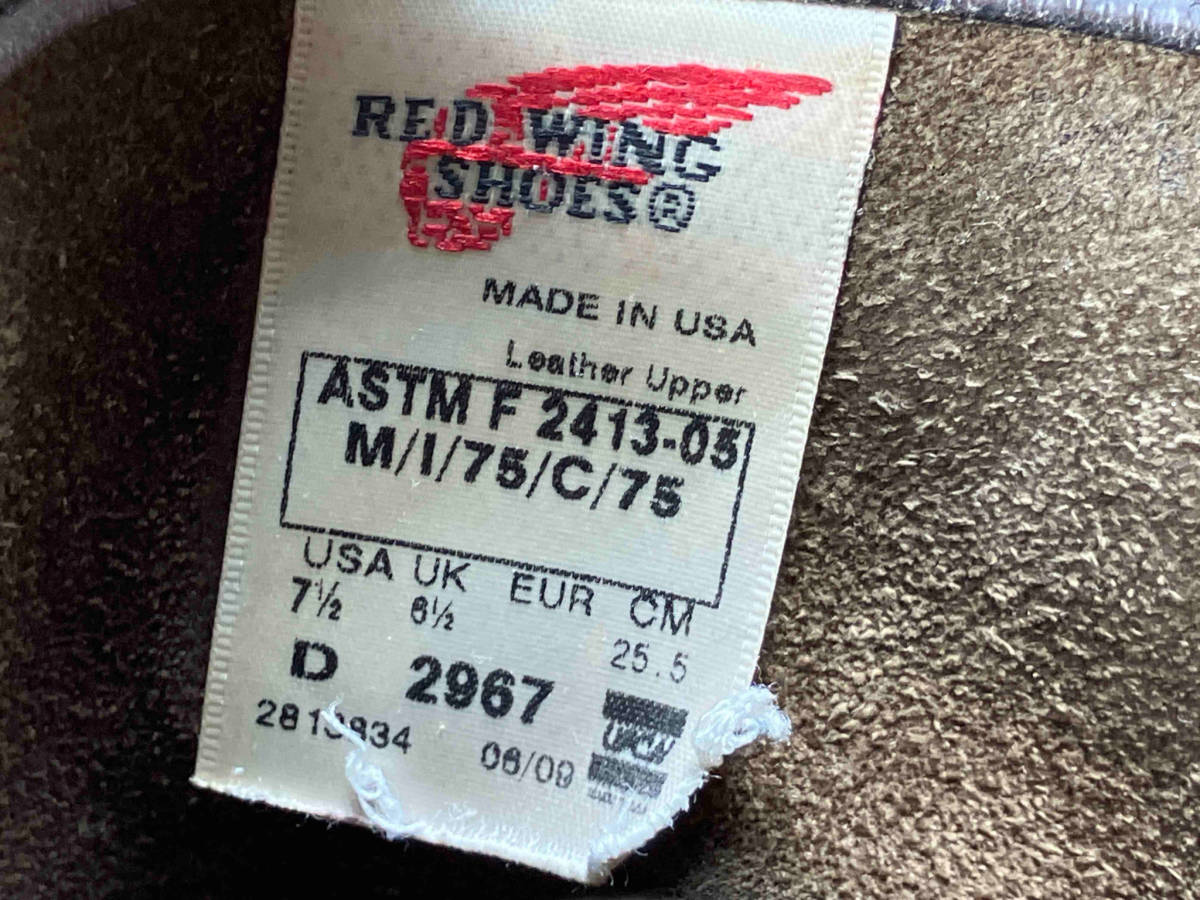 RED WING
SHOES®
MADE IN USA
Leather Upper
ASTM F 2413-05
M/I/75/C/75
USA UK EUR CM
7½ 6½ 25.5
D 2967
06/09
UFCW